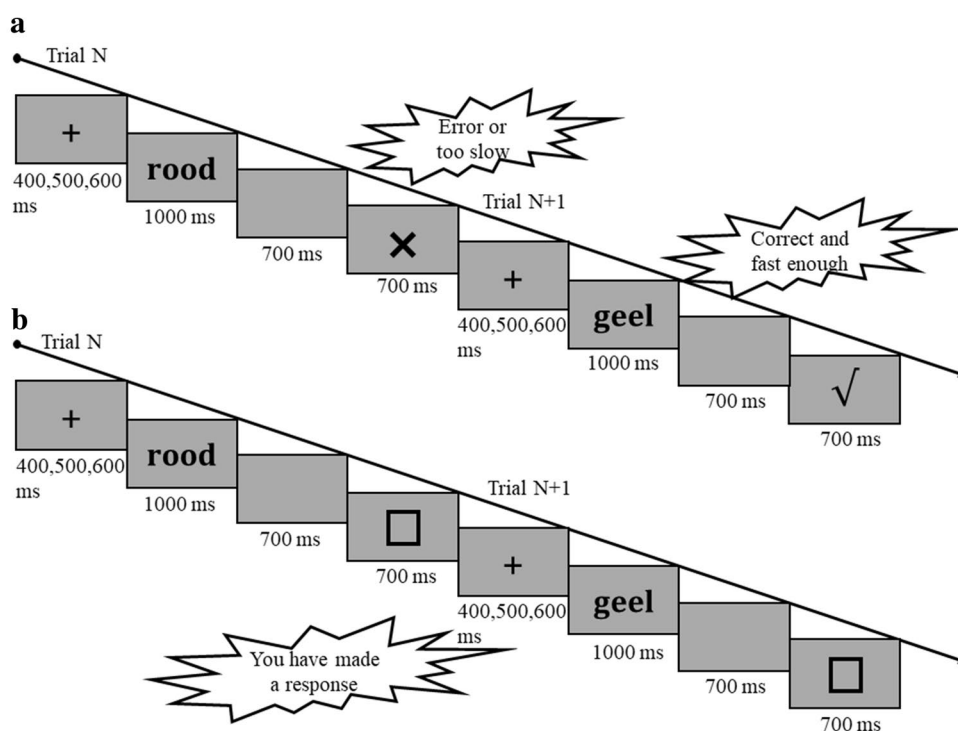 a
Trial N
+
400,500,600
ms
rood
1000 ms
700 ms
Error or
too slow
×
700 ms
Trial N+1
+
400,500,600
ms
geel
1000 ms
700 ms
Correct and
fast enough
√
700 ms
b
Trial N
+
400,500,600
ms
rood
1000 ms
700 ms
700 ms
You have made
a response
Trial N+1
+
400,500,600
ms
geel
1000 ms
700 ms
700 ms